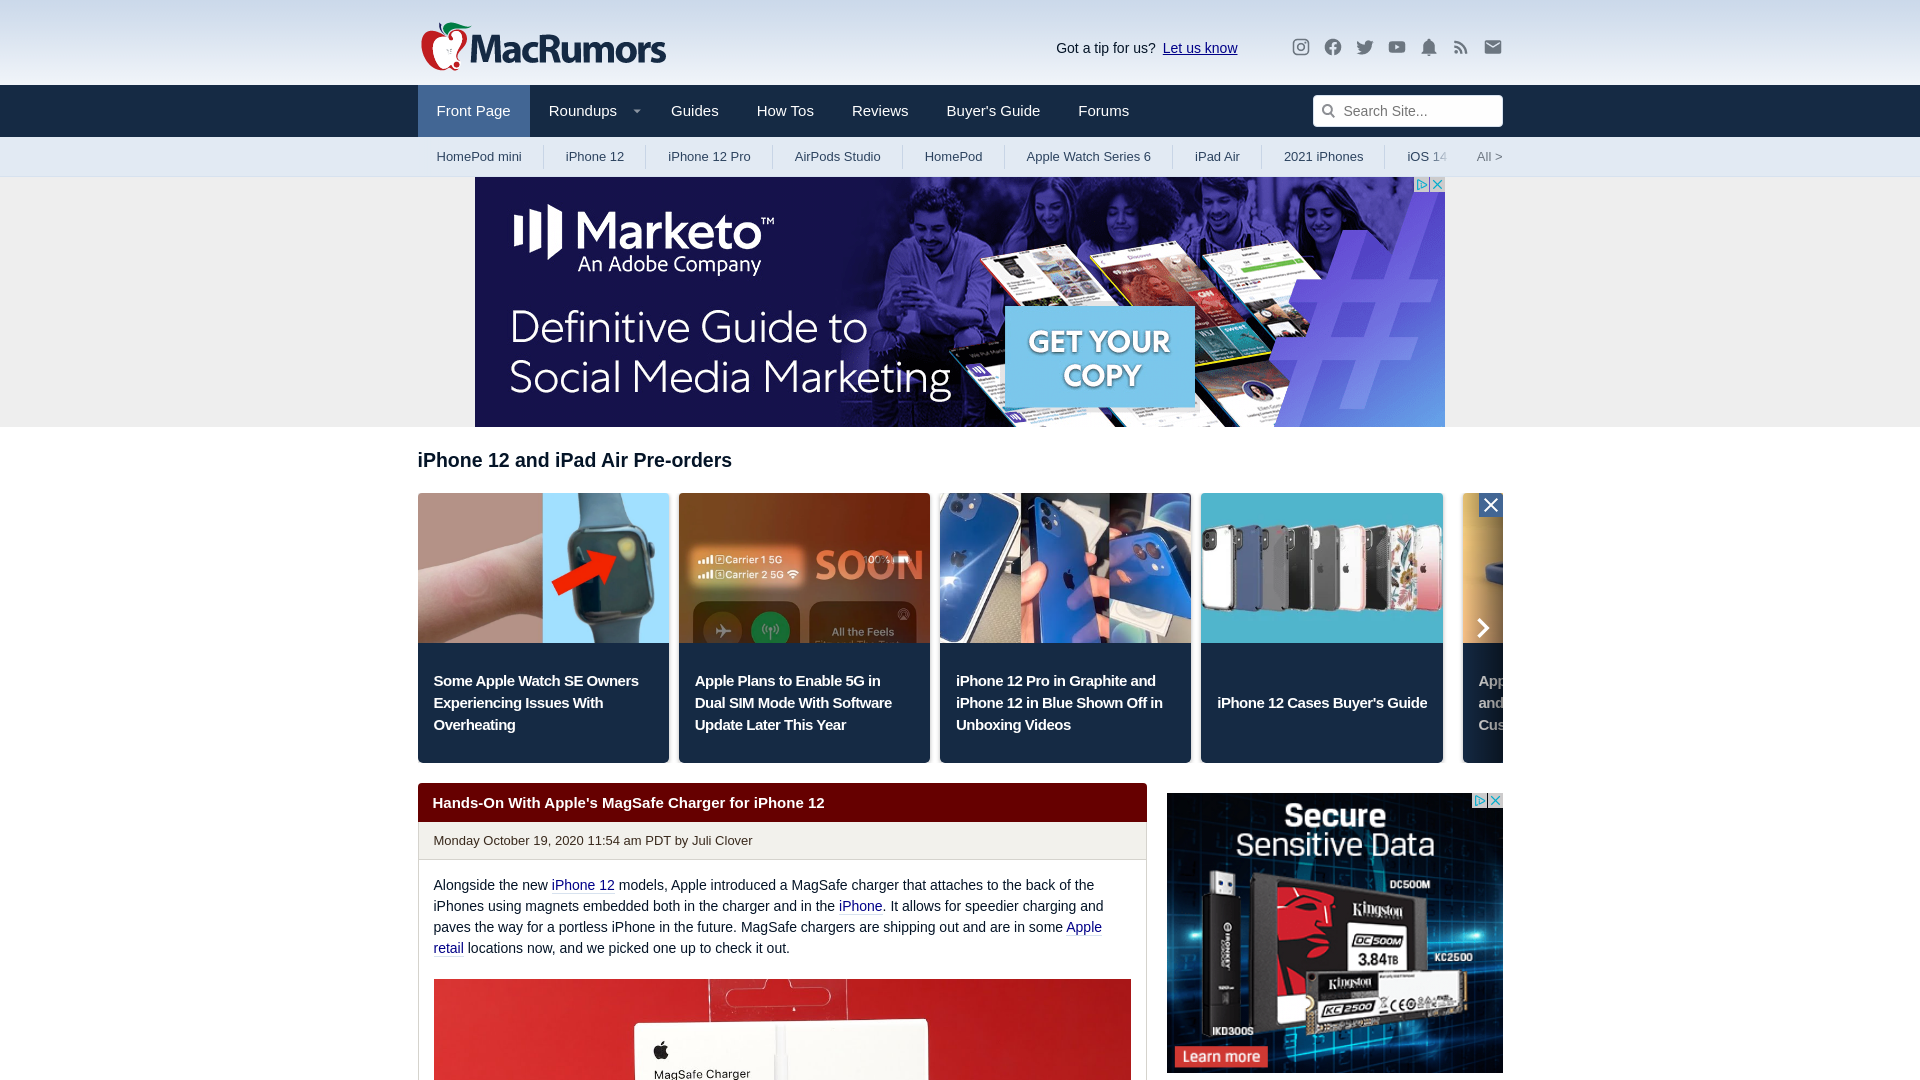 MacRumors
Got a tip for us? Let us know
Front Page
Roundups
Guides
How Tos
Reviews
Buyer's Guide
Forums
Search Site...
HomePod mini
iPhone 12
iPhone 12 Pro
AirPods Studio
HomePod
Apple Watch Series 6
iPad Air
2021 iPhones
iOS 14
All >
Marketo™
An Adobe Company
Definitive Guide to
Social Media Marketing
GET YOUR
COPY
#
iPhone 12 and iPad Air Pre-orders
Carrier 1 5G
Carrier 2 5G
SOON
100%
All the Feels
Some Apple Watch SE Owners
Experiencing Issues With
Overheating
Apple Plans to Enable 5G in
Dual SIM Mode With Software
Update Later This Year
iPhone 12 Pro in Graphite and
iPhone 12 in Blue Shown Off in
Unboxing Videos
iPhone 12 Cases Buyer's Guide
App
and
Cus
Hands-On With Apple's MagSafe Charger for iPhone 12
Monday October 19, 2020 11:54 am PDT by Juli Clover
Alongside the new iPhone 12 models, Apple introduced a MagSafe charger that attaches to the back of the
iPhones using magnets embedded both in the charger and in the iPhone. It allows for speedier charging and
paves the way for a portless iPhone in the future. MagSafe chargers are shipping out and are in some Apple
retail locations now, and we picked one up to check it out.
MagSafe Charger
Secure
Sensitive Data
DC500M
Kingston
DC500M
3.84TB
KC2500
Kingston
KC2500
IRONKEY
IKD300S
Learn more